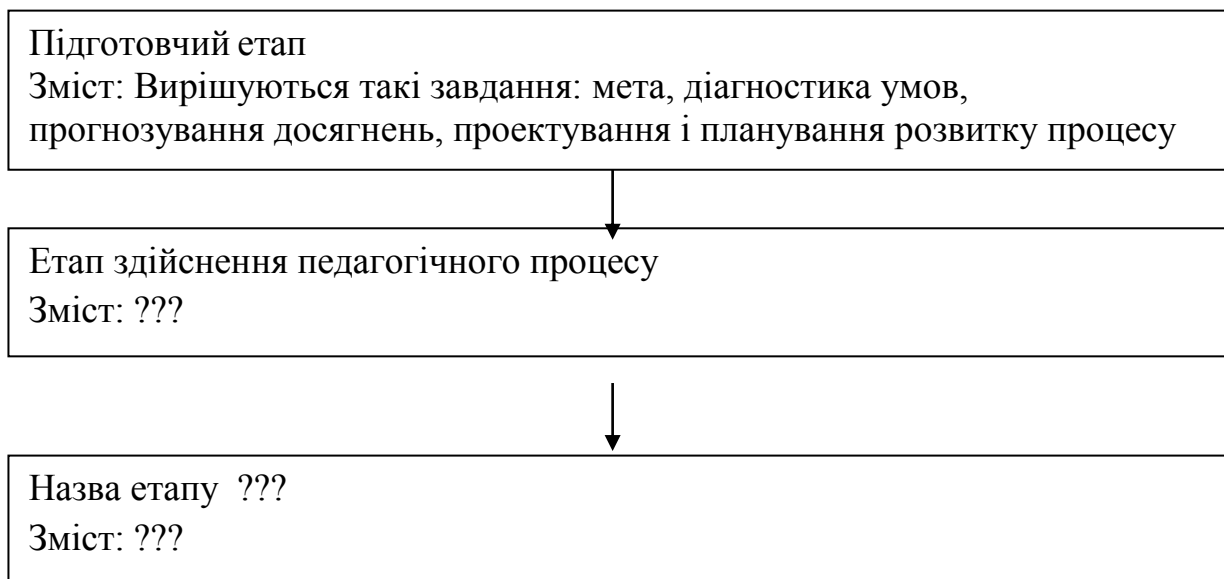 Підготовчий етап
Зміст: Вирішуються такі завдання: мета, діагностика умов,
прогнозування досягнень, проектування і планування розвитку процесу
Етап здійснення педагогічного процесу
Зміст: ???
Назва етапу ???
Зміст: ???